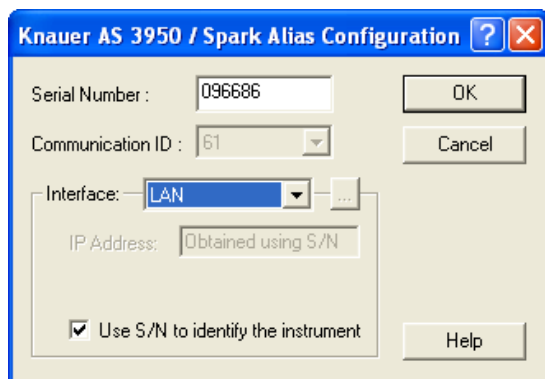 Knauer AS 3950 / Spark Alias Configuration
Serial Number : 096686 OK
Communication ID : 61 Cancel
Interface: LAN ...
IP Address: Obtained using S/N
Use S/N to identify the instrument
Help